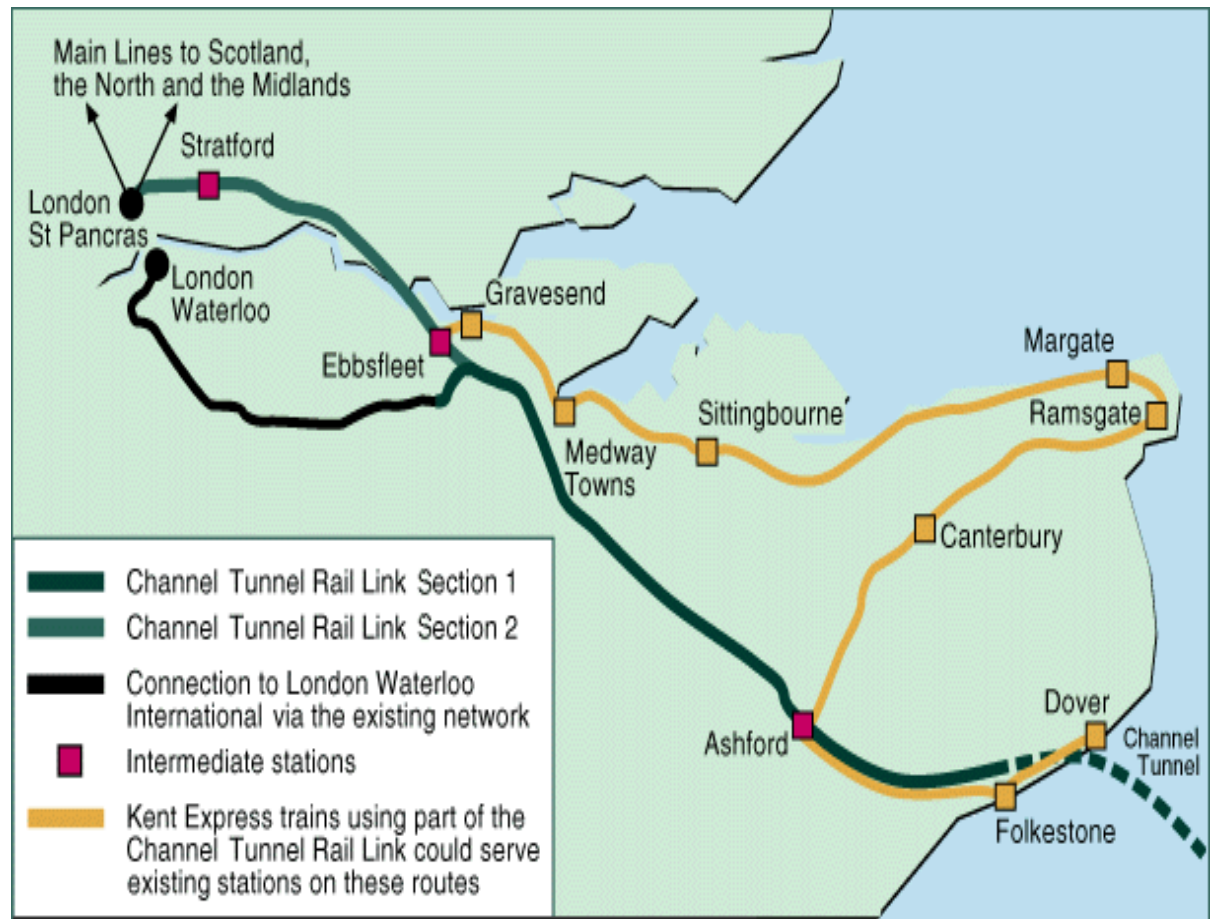 Main Lines to Scotland,
the North and the Midlands
Stratford
London
St Pancras
London
Waterloo
Gravesend
Ebbsfleet
Margate
Ramsgate
Sittingbourne
Medway
Towns
Canterbury
Dover
Channel
Tunnel
Ashford
Folkestone
Channel Tunnel Rail Link Section 1
Channel Tunnel Rail Link Section 2
Connection to London Waterloo
International via the existing network
Intermediate stations
Kent Express trains using part of the
Channel Tunnel Rail Link could serve
existing stations on these routes